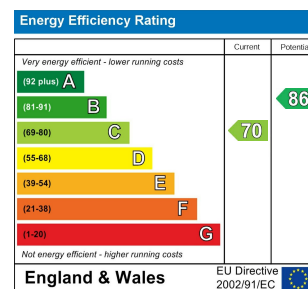 Energy Efficiency Rating
Current Potentia
Very energy efficient - lower running costs
(92 plus) A
(81-91) B
(69-80) C
(55-68) D
(39-54) E
(21-38) F
(1-20) G
86
70
Not energy efficient - higher running costs
England & Wales
EU Directive
2002/91/EC